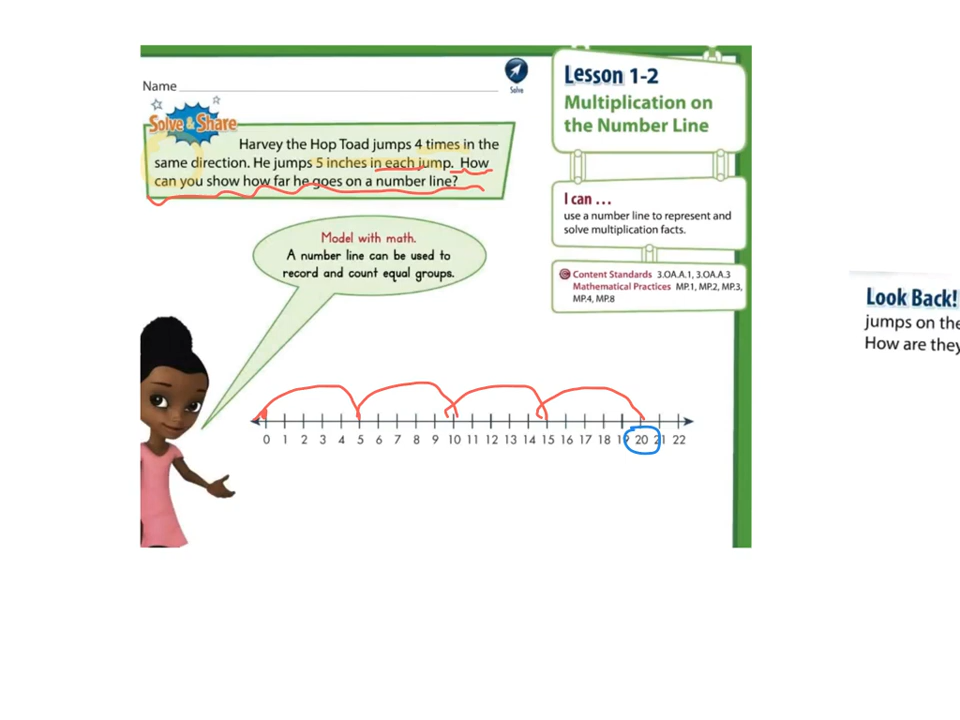 Name
Solve
Solve & Share
Harvey the Hop Toad jumps 4 times in the
same direction. He jumps 5 inches in each jump. How
can you show how far he goes on a number line?
Lesson 1-2
Multiplication on
the Number Line
I can ...
use a number line to represent and
solve multiplication facts.
Content Standards 3.OA.A.1, 3.OA.A.3
Mathematical Practices MP.1, MP.2, MP.3,
MP.4, MP.8
Model with math.
A number line can be used to
record and count equal groups.
Look Back!
jumps on the
How are they
0 1 2 3 4 5 6 7 8 9 10 11 12 13 14 15 16 17 18 19 20 21 22